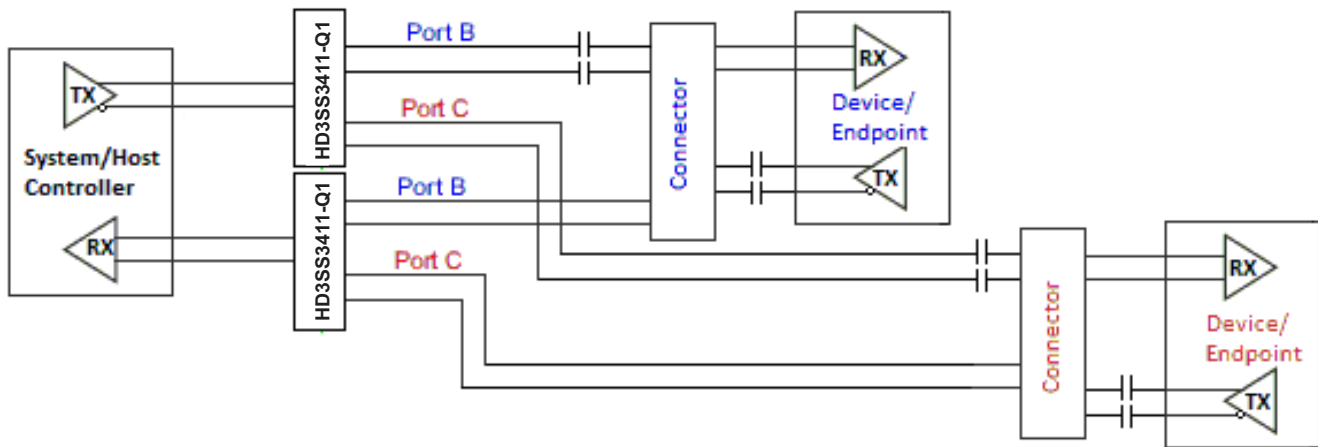 TX
System/Host
Controller
RX
HD3SS3411-Q1
HD3SS3411-Q1
Port B
Port C
Port B
Port C
Connector
RX
Device/
Endpoint
TX
Connector
RX
Device/
Endpoint
TX